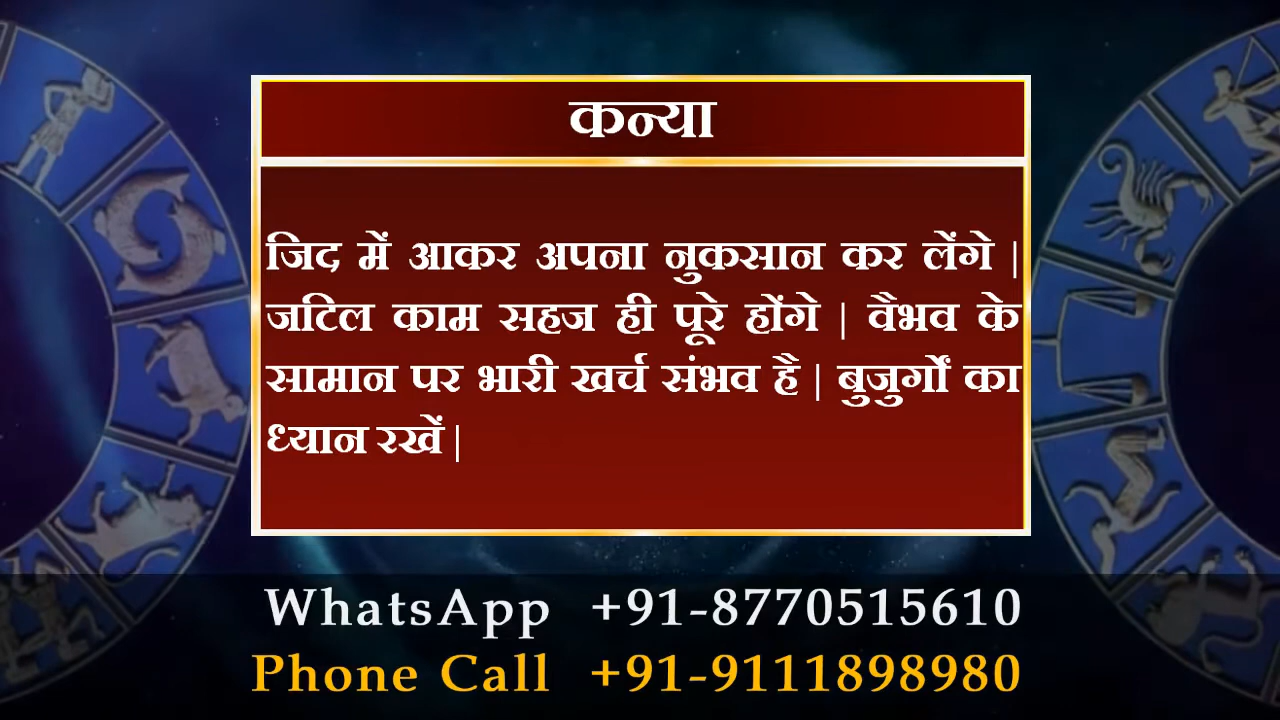 कन्या
जिद में आकर अपना नुकसान कर लेंगे |
जटिल काम सहज ही पूरे होंगे | वैभव के
सामान पर भारी खर्च संभव है | बुजुर्गों का
ध्यान रखें |
WhatsApp +91-8770515610
Phone Call +91-9111898980